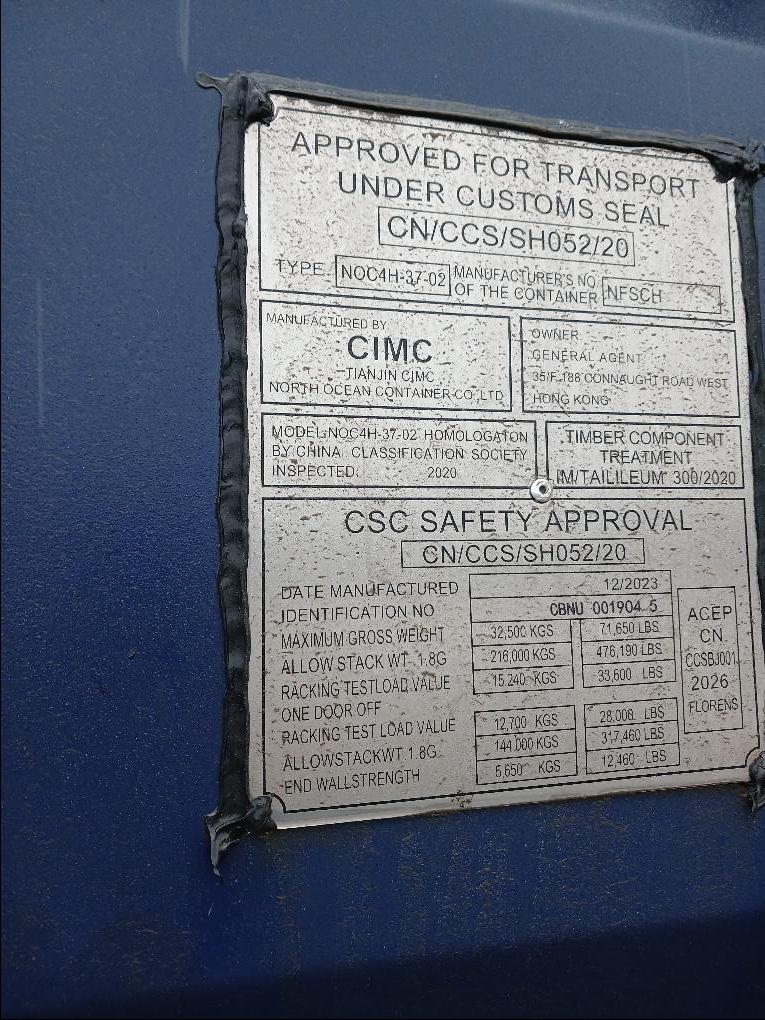 APPROVED FOR TRANSPORT
UNDER CUSTOMS SEAL
CN/CCS/SH052/20
TYPE NOC4H-37-02 MANUFACTURER'S NO OF THE CONTAINER NFSCH
MANUFACTURED BY
CIMC
TIANJIN CIMC
NORTH OCEAN CONTAINER CO LTD
OWNER
GENERAL AGENT
35/F 188 CONNAUGHT ROAD WEST
HONG KONG
MODEL:NOC4H-37-02 HOMOLOGATON
BY CHINA CLASSIFICATION SOCIETY
INSPECTED. 2020
TIMBER COMPONENT
TREATMENT
IM/TAILILEUM 300/2020
CSC SAFETY APPROVAL
CN/CCS/SH052/20
DATE MANUFACTURED 12/2023
IDENTIFICATION NO CBNU 001904 5
MAXIMUM GROSS WEIGHT 32,500 KGS 71,650 LBS
ALLOW STACK WT 1.8G 216,000 KGS 476,190 LBS
RACKING TESTLOAD VALUE 15.240 KGS 33,600 LBS
ONE DOOR OFF
RACKING TEST LOAD VALUE 12,700 KGS 28.008 LBS
ALLOWSTACKWT 1.8G 144.000 KGS 317,460 LBS
END WALLSTRENGTH 5,650 KGS 12,460 LBS
ACEP
CN
CCSBJ001
2026
FLORENS